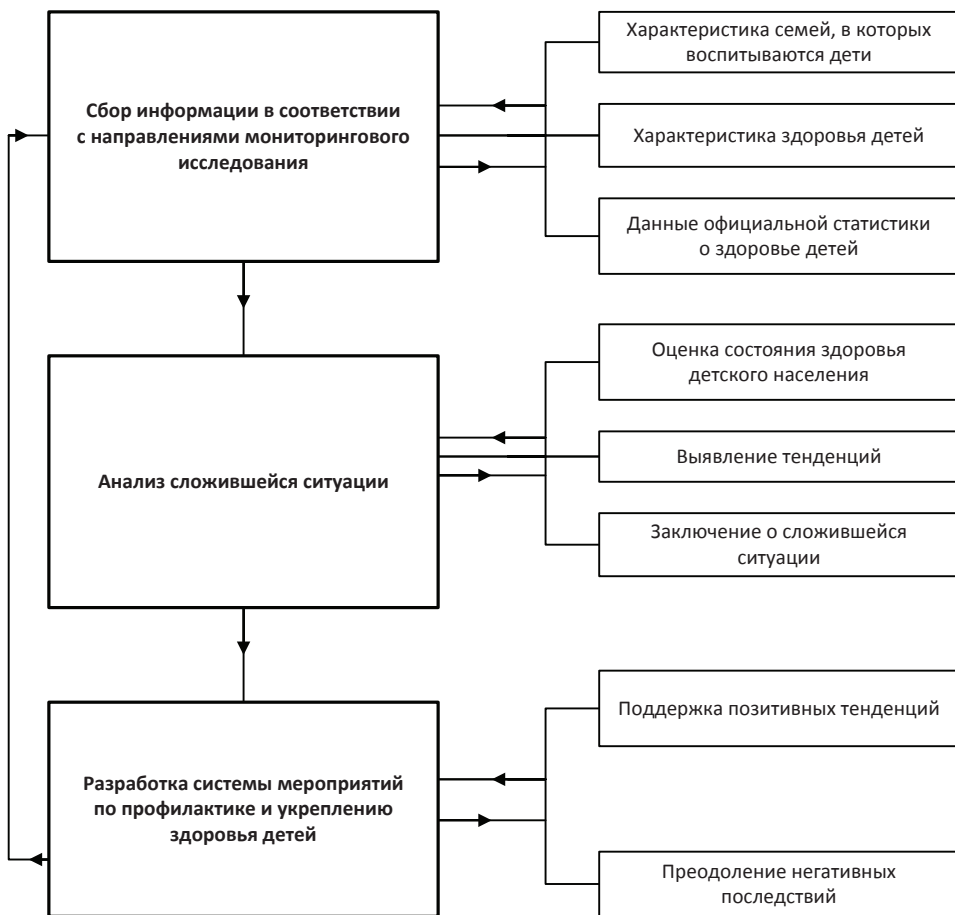 Характеристика семей, в которых
воспитываются дети
Сбор информации в соответствии
с направлениями мониторингового
исследования
Характеристика здоровья детей
Данные официальной статистики
о здоровье детей
Оценка состояния здоровья
детского населения
Анализ сложившейся ситуации
Выявление тенденций
Заключение о сложившейся
ситуации
Поддержка позитивных тенденций
Разработка системы мероприятий
по профилактике и укреплению
здоровья детей
Преодоление негативных
последствий